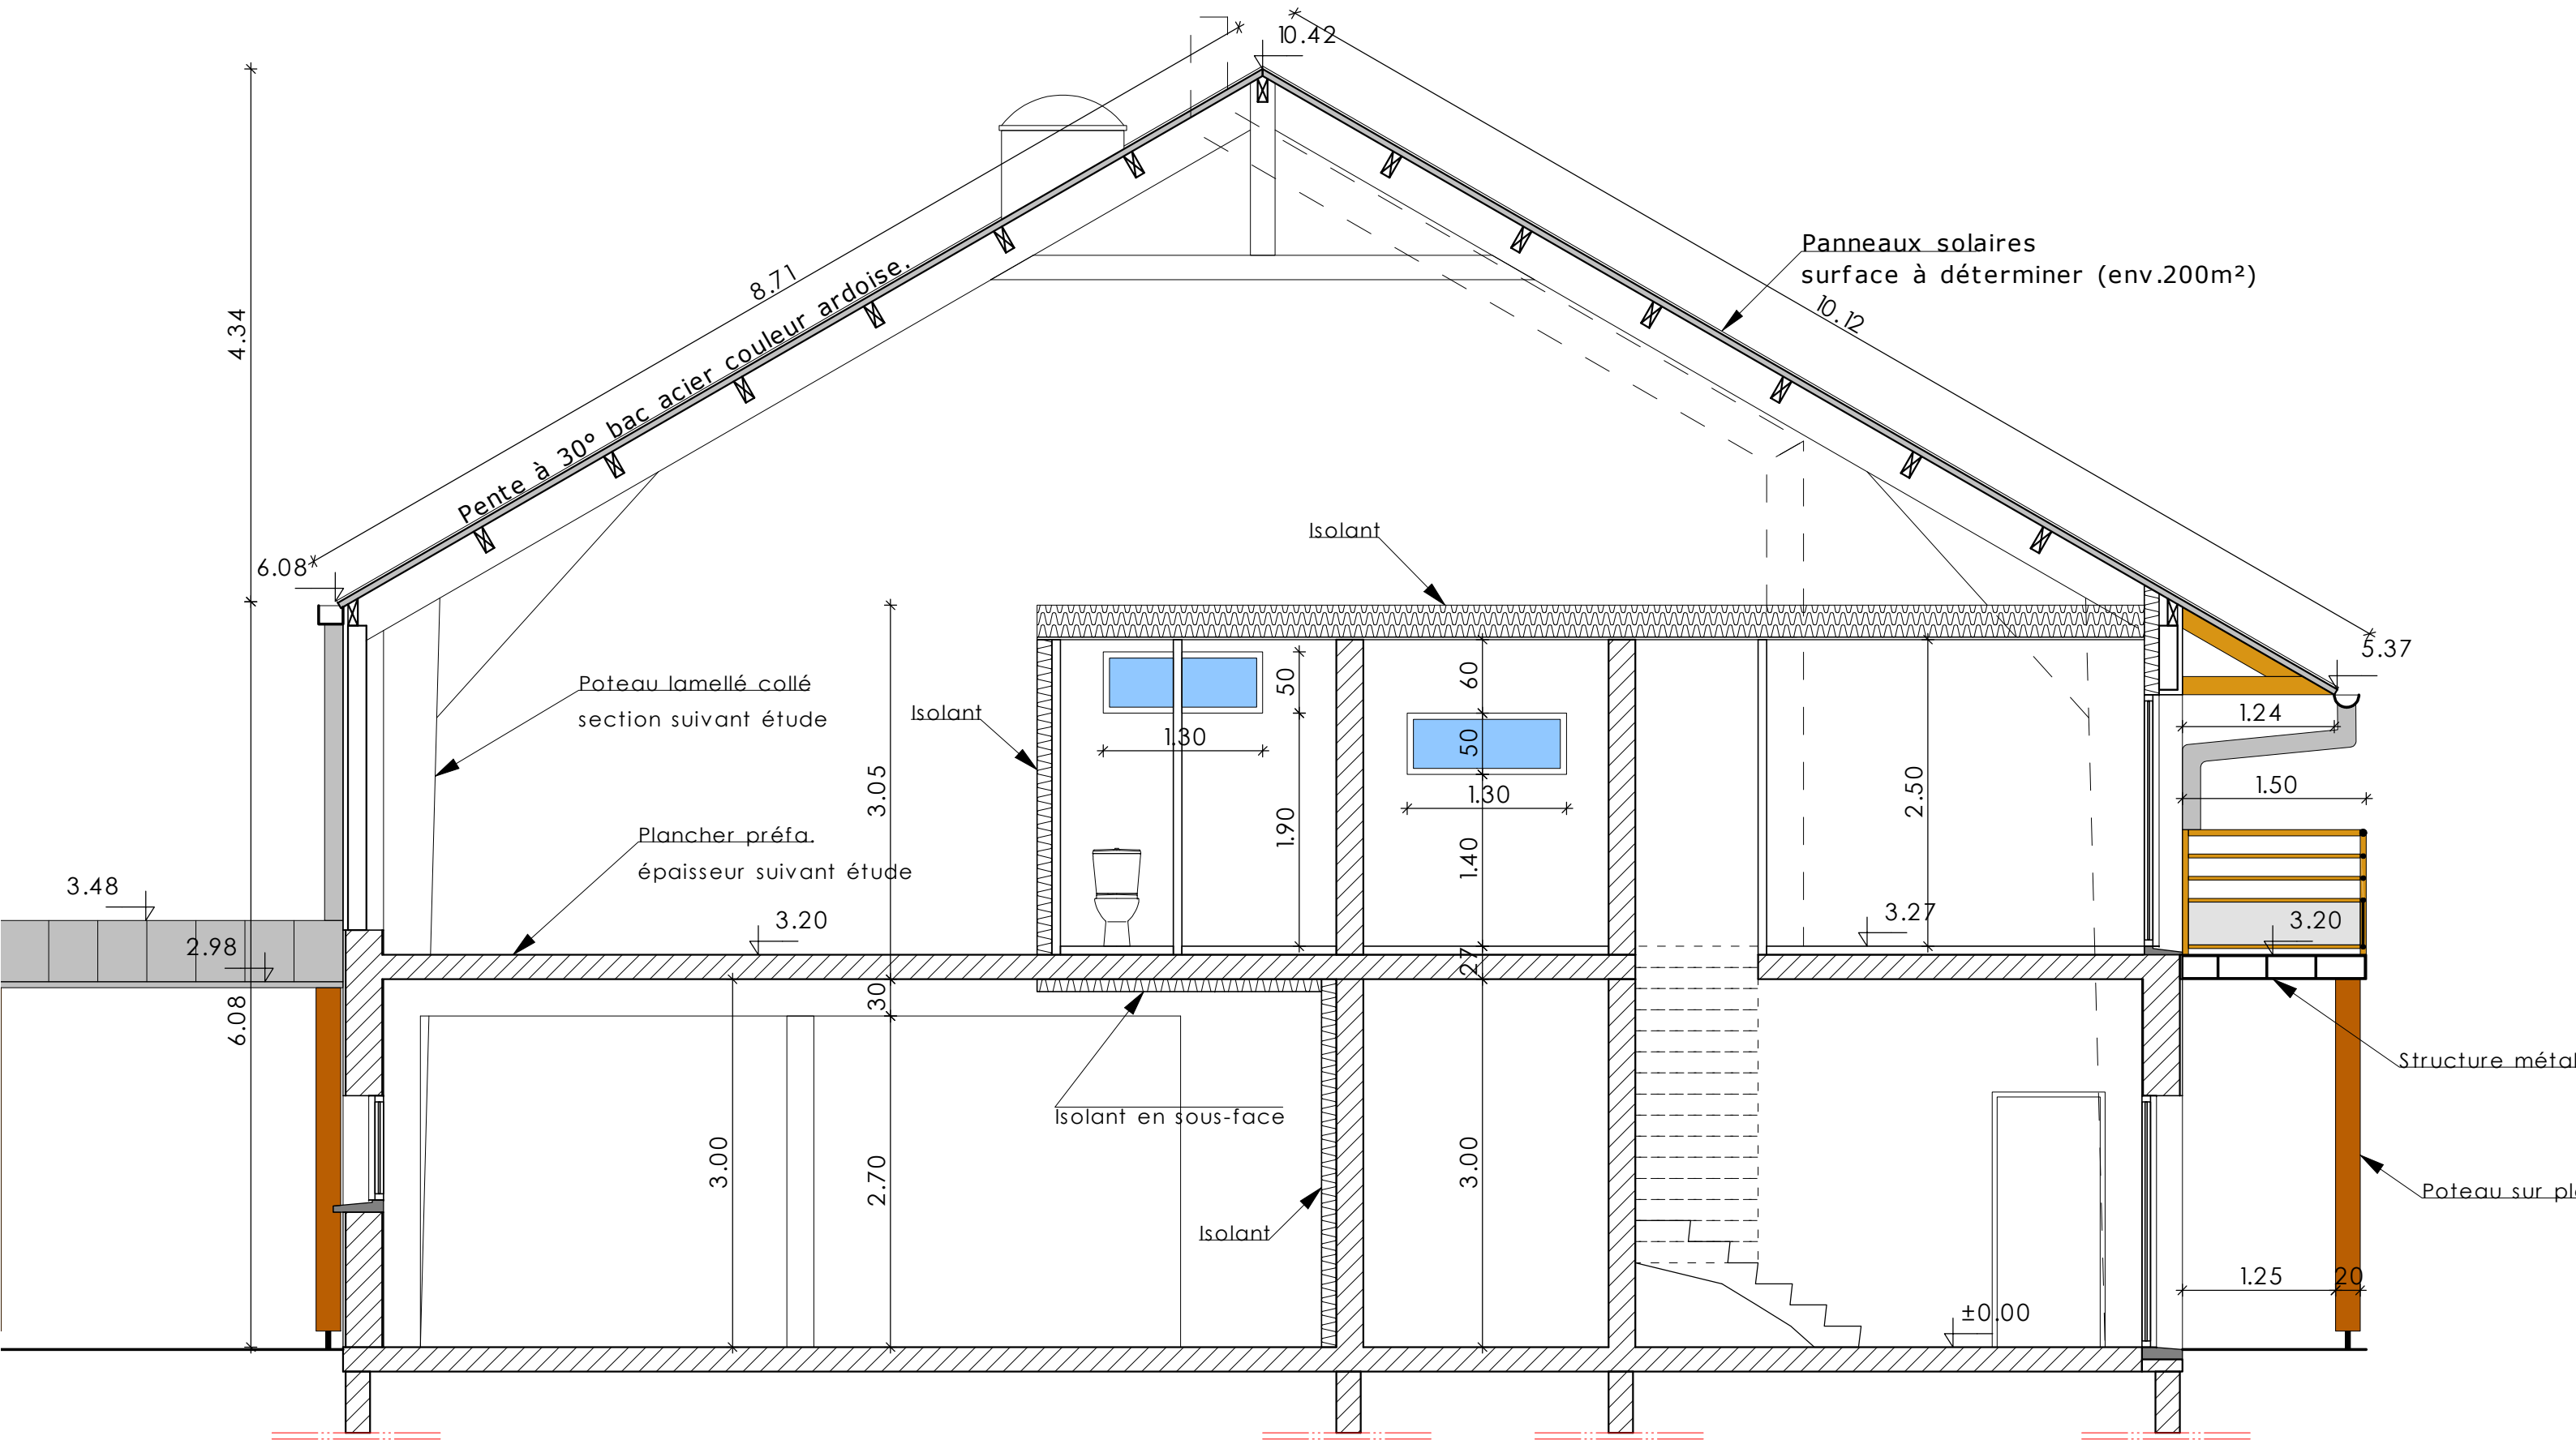 10.42
Panneaux solaires
surface à déterminer (env.200m²)
8.71
10.12
4.34
Pente à 30° bac acier couleur ardoise.
Isolant
6.08
5.37
60
50
Poteau lamellé collé
section suivant étude
Isolant
1.24
1.30
50
3.05
2.50
1.50
1.30
1.90
1.40
Plancher préfa.
épaisseur suivant étude
3.48
3.20
3.27
3.20
2.98
27
30
6.08
Structure métal
Isolant en sous-face
3.00
2.70
3.00
Poteau sur pl
Isolant
1.25
20
±0.00